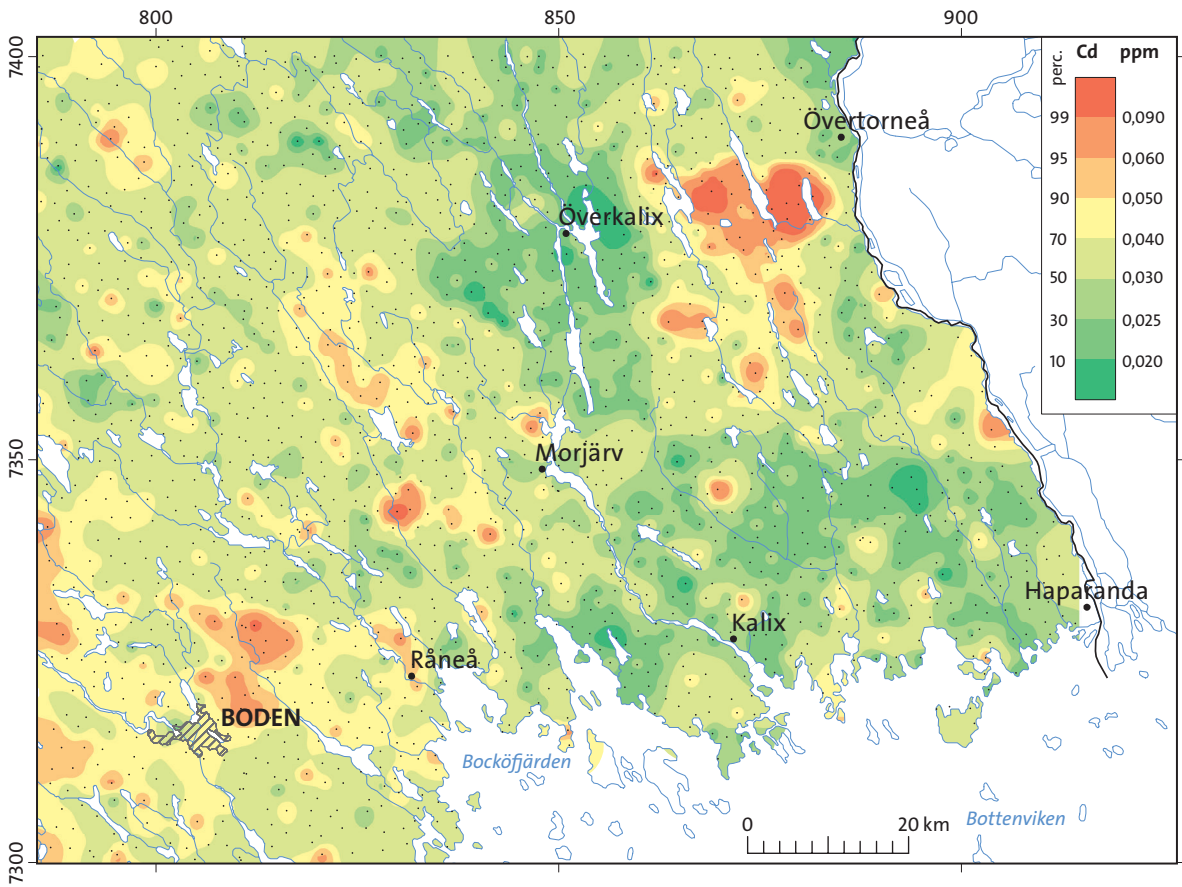 800
850
900
7400
7350
7300
perc.
Cd
ppm
99
0,090
95
0,060
90
0,050
70
0,040
50
0,030
30
0,025
10
0,020
Övertorneå
Överkalix
Morjärv
Haparanda
Kalix
Råneå
BODEN
Bocköfjärden
Bottenviken
0
20 km